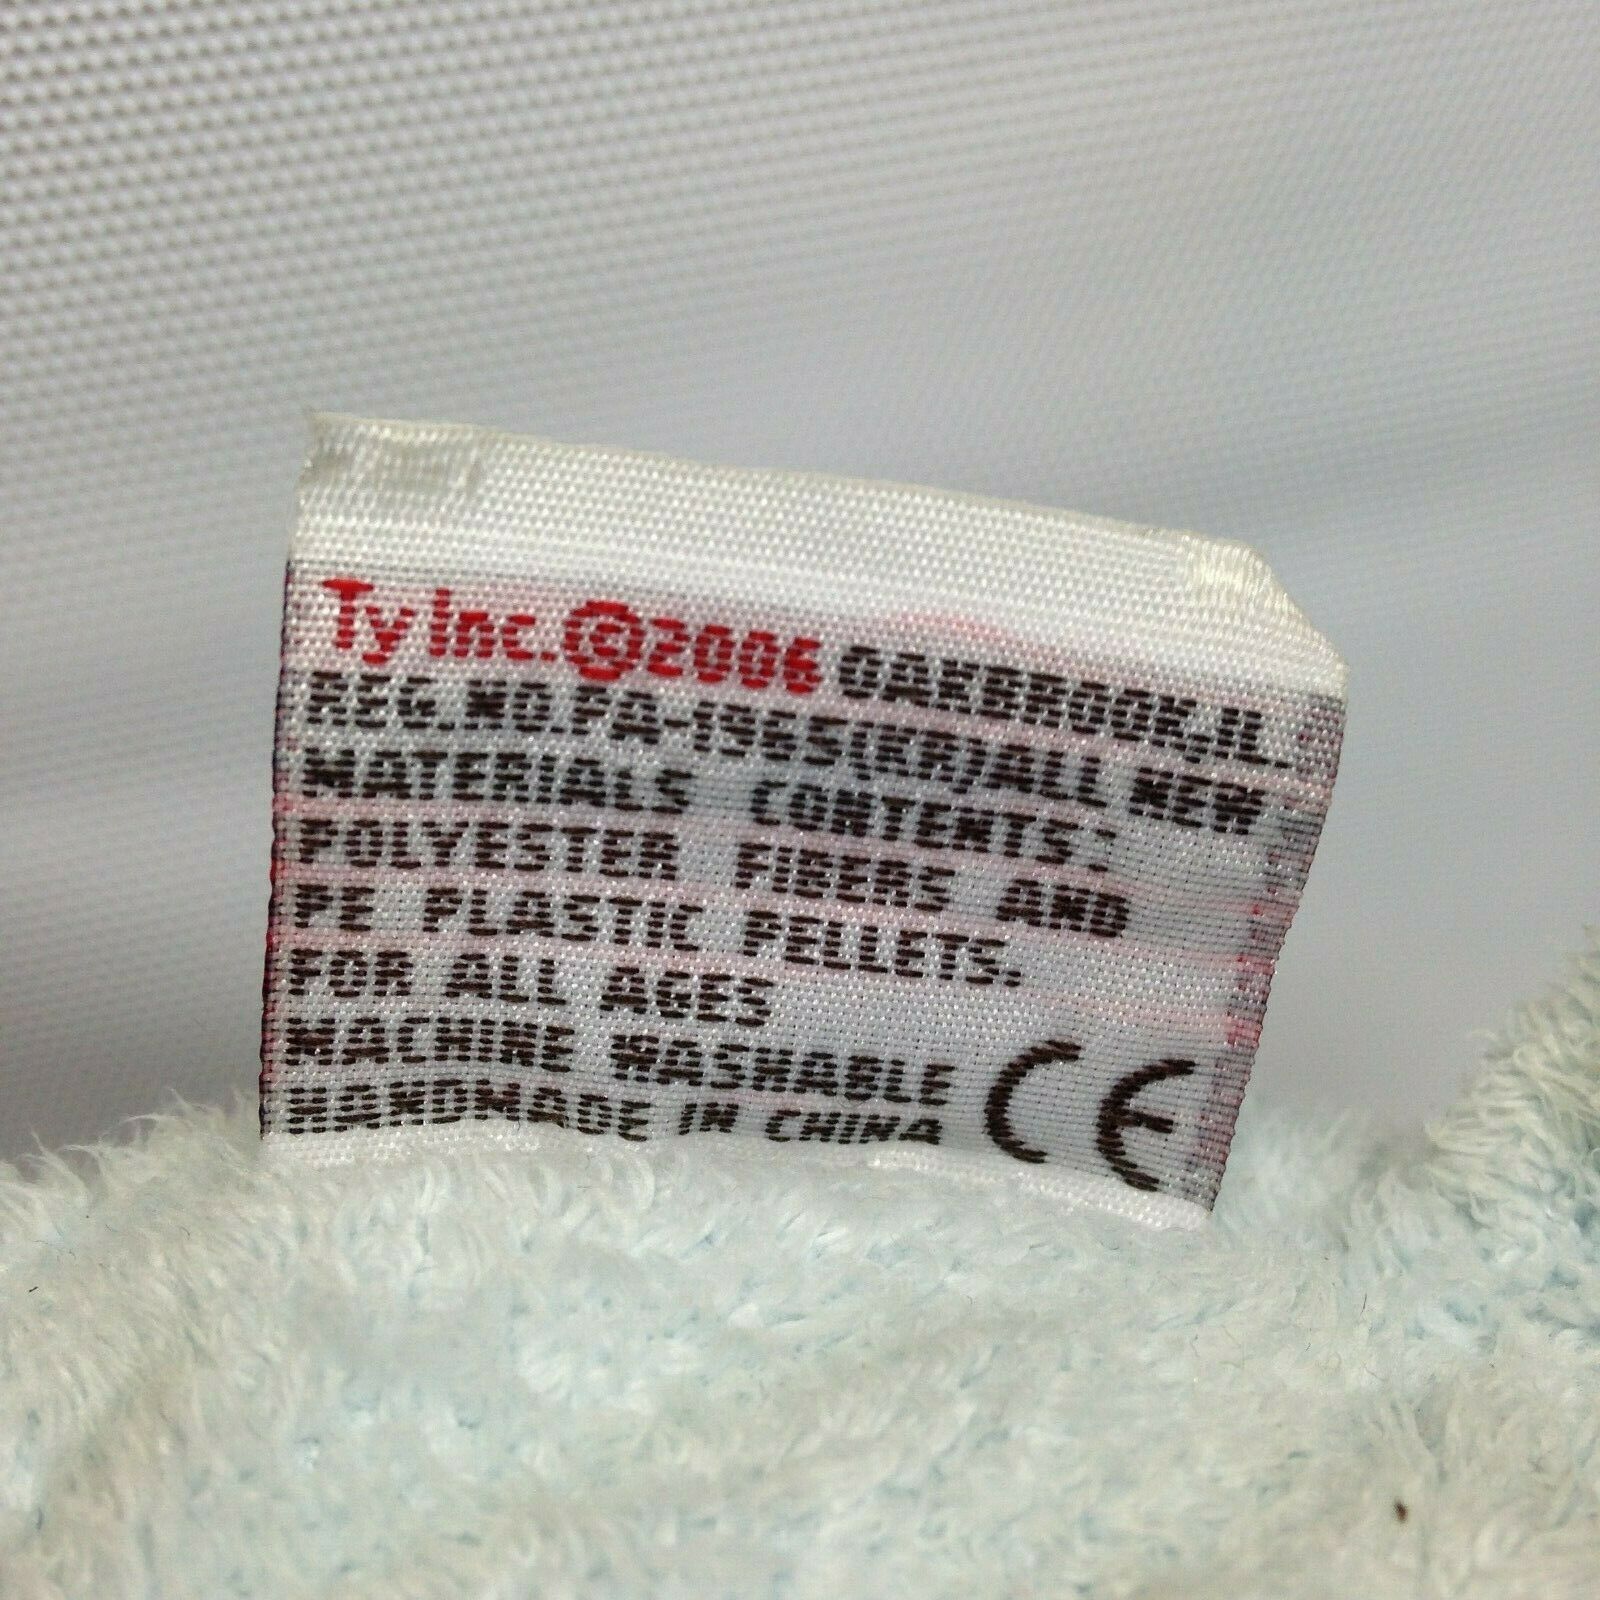 Ty Inc. © 2006 OAKBROOK, IL
REG. NO. PA-1965(KR) ALL NEW
MATERIALS CONTENTS:
POLYESTER FIBERS AND
PE PLASTIC PELLETS.
FOR ALL AGES
MACHINE WASHABLE
HANDMADE IN CHINA CE